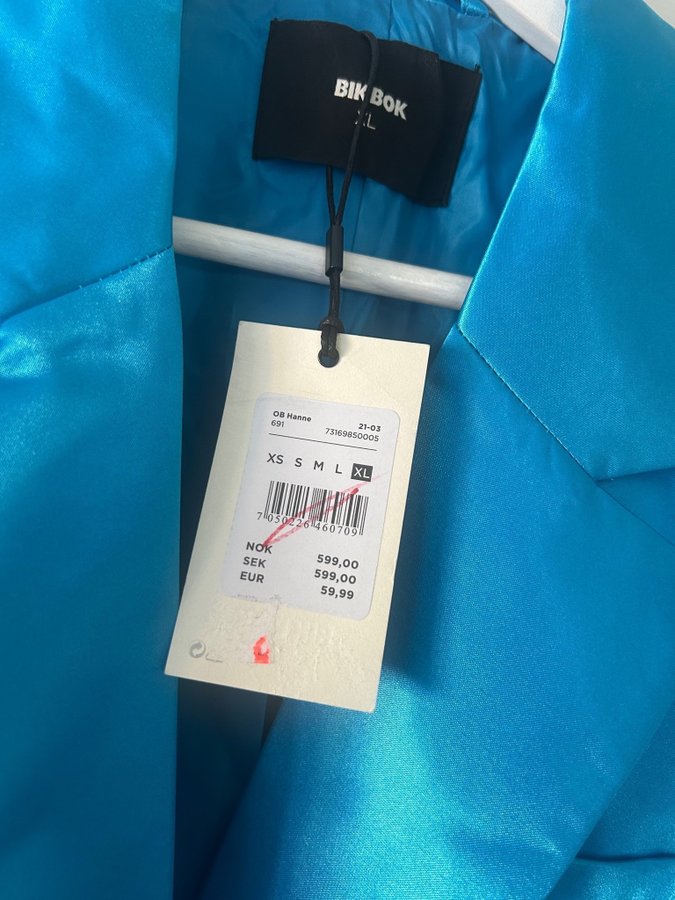 BIK BOK
XL
OB Hanne 21-03
691 73169850005
XS S M L XL
7 050226 460709
NOK 599,00
SEK 599,00
EUR 59,99